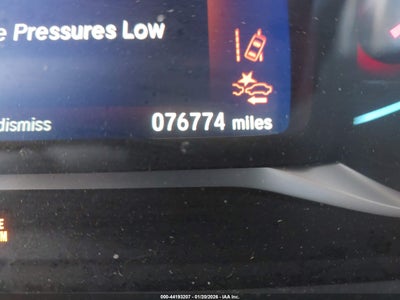 e Pressures Low
dismiss
076774 miles
E
M
000-44193207 - 01/20/2026 - IAA Inc.